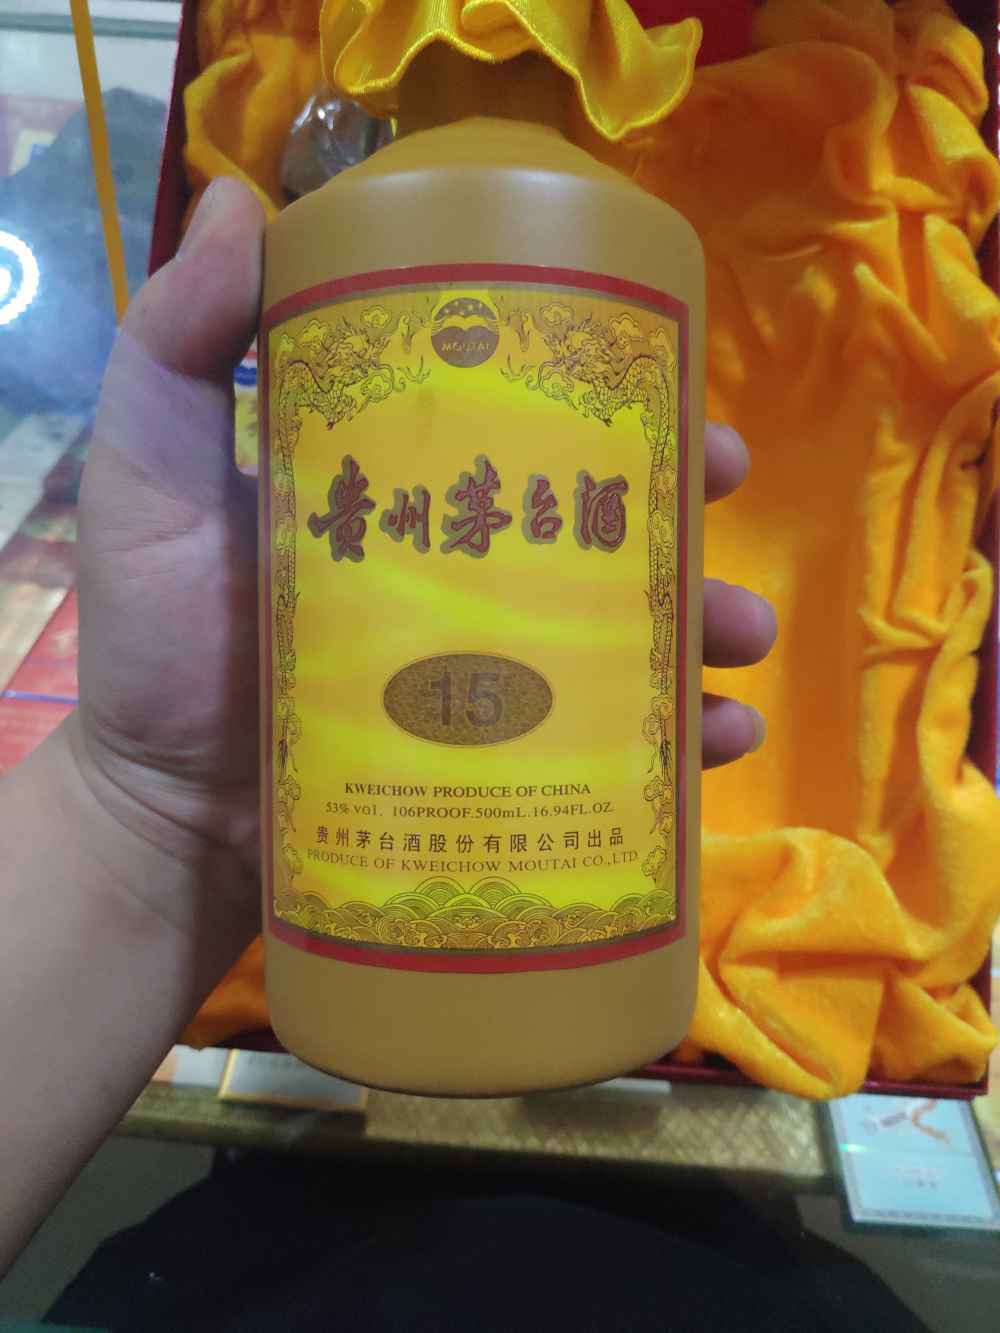 MOUTAI
贵州茅台酒
15
KWEICHOW PRODUCE OF CHINA
53% VOL. 106PROOF.500mL.16.94FL.OZ.
贵州茅台酒股份有限公司出品
PRODUCE OF KWEICHOW MOUTAI CO.,LTD.